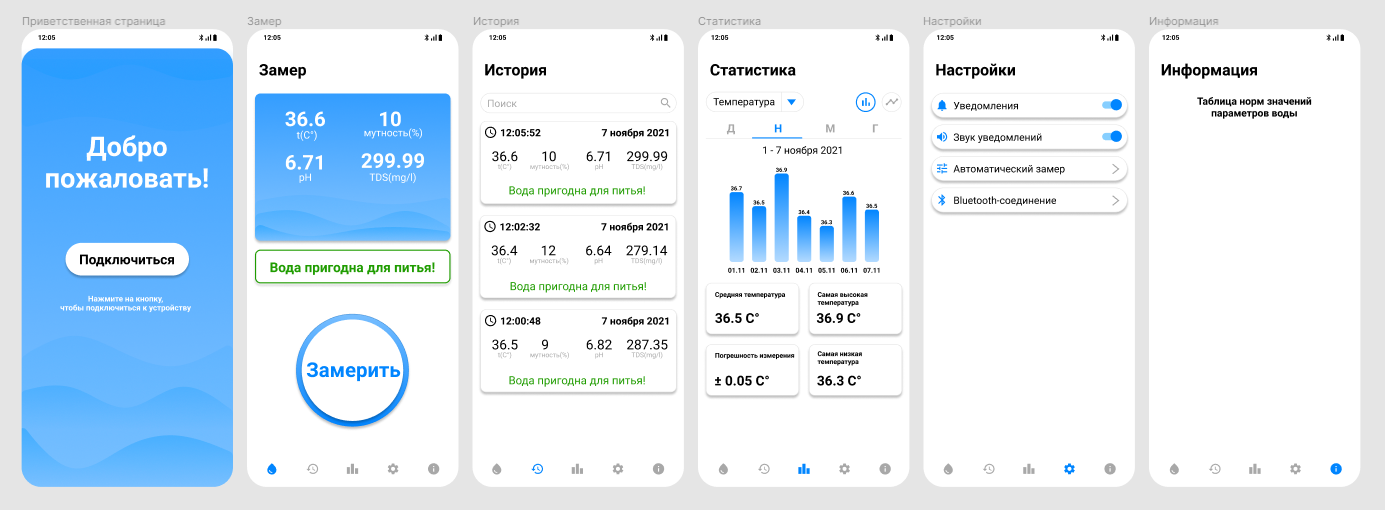 Приветственная страница
12:05
Добро
пожаловать!
Подключиться
Нажмите на кнопку,
чтобы подключиться к устройству
Замер
12:05
Замер
36.6 10
t(C°) мутность(%)
6.71 299.99
pH TDS(mg/l)
Вода пригодна для питья!
Замерить
История
12:05
История
Поиск
12:05:52 7 ноября 2021
36.6 10 6.71 299.99
t(C°) мутность(%) pH TDS(mg/l)
Вода пригодна для питья!
12:02:32 7 ноября 2021
36.4 12 6.64 279.14
t(C°) мутность(%) pH TDS(mg/l)
Вода пригодна для питья!
12:00:48 7 ноября 2021
36.5 9 6.82 287.35
t(C°) мутность(%) pH TDS(mg/l)
Вода пригодна для питья!
Статистика
12:05
Статистика
Температура
Д Н М Г
1 - 7 ноября 2021
36.7 36.5 36.9 36.4 36.3 36.6 36.5
01.11 02.11 03.11 04.11 05.11 06.11 07.11
Средняя температура
36.5 C°
Самая высокая
температура
36.9 C°
Погрешность измерения
± 0.05 C°
Самая низкая
температура
36.3 C°
Настройки
12:05
Настройки
Уведомления
Звук уведомлений
Автоматический замер
Bluetooth-соединение
Информация
12:05
Информация
Таблица норм значений
параметров воды